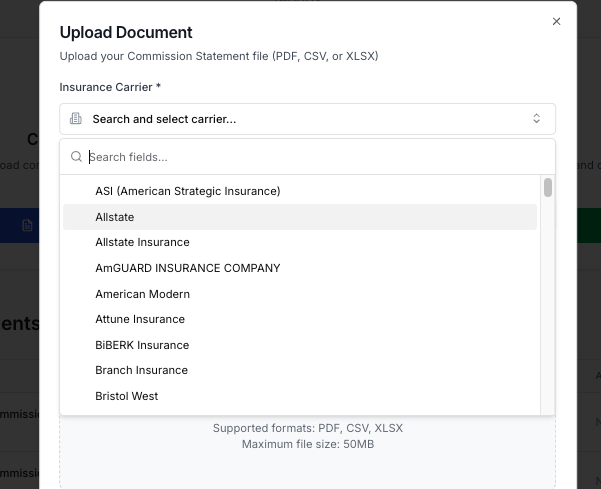 Upload Document
Upload your Commission Statement file (PDF, CSV, or XLSX)
Insurance Carrier *
Search and select carrier...
Search fields...
ASI (American Strategic Insurance)
Allstate
Allstate Insurance
AmGUARD INSURANCE COMPANY
American Modern
Attune Insurance
BiBERK Insurance
Branch Insurance
Bristol West
Supported formats: PDF, CSV, XLSX
Maximum file size: 50MB